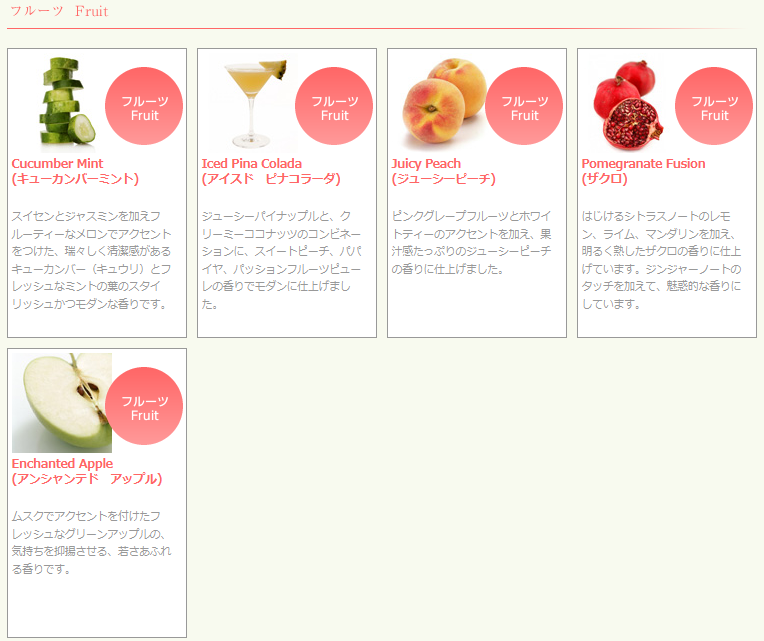 フルーツ Fruit
フルーツ
Fruit
Cucumber Mint
(キューカンバーミント)
スイセンとジャスミンを加えフ
ルーティーなメロンでアクセント
をつけた、瑞々しく清潔感がある
キューカンバー（キュウリ）とフ
レッシュなミントの葉のスタイ
リッシュかつモダンな香りです。
フルーツ
Fruit
Iced Pina Colada
(アイスド ピナコラーダ)
ジューシーパイナップルと、ク
リーミーココナッツのコンビネー
ションに、スイートピーチ、パパ
イヤ、パッションフルーツピュー
レの香りでモダンに仕上げまし
た。
フルーツ
Fruit
Juicy Peach
(ジューシーピーチ)
ピンクグレープフルーツとホワイ
トティーのアクセントを加え、果
汁感たっぷりのジューシーピーチ
の香りに仕上げました。
フルーツ
Fruit
Pomegranate Fusion
(ザクロ)
はじけるシトラスノートのレモ
ン、ライム、マンダリンを加え、
明るく熟したザクロの香りに仕上
げています。ジンジャーノートの
タッチを加えて、魅惑的な香りに
しています。
フルーツ
Fruit
Enchanted Apple
(アンシャンテド アップル)
ムスクでアクセントを付けたフ
レッシュなグリーンアップルの、
気持ちを抑揚させる、若さあふれ
る香りです。